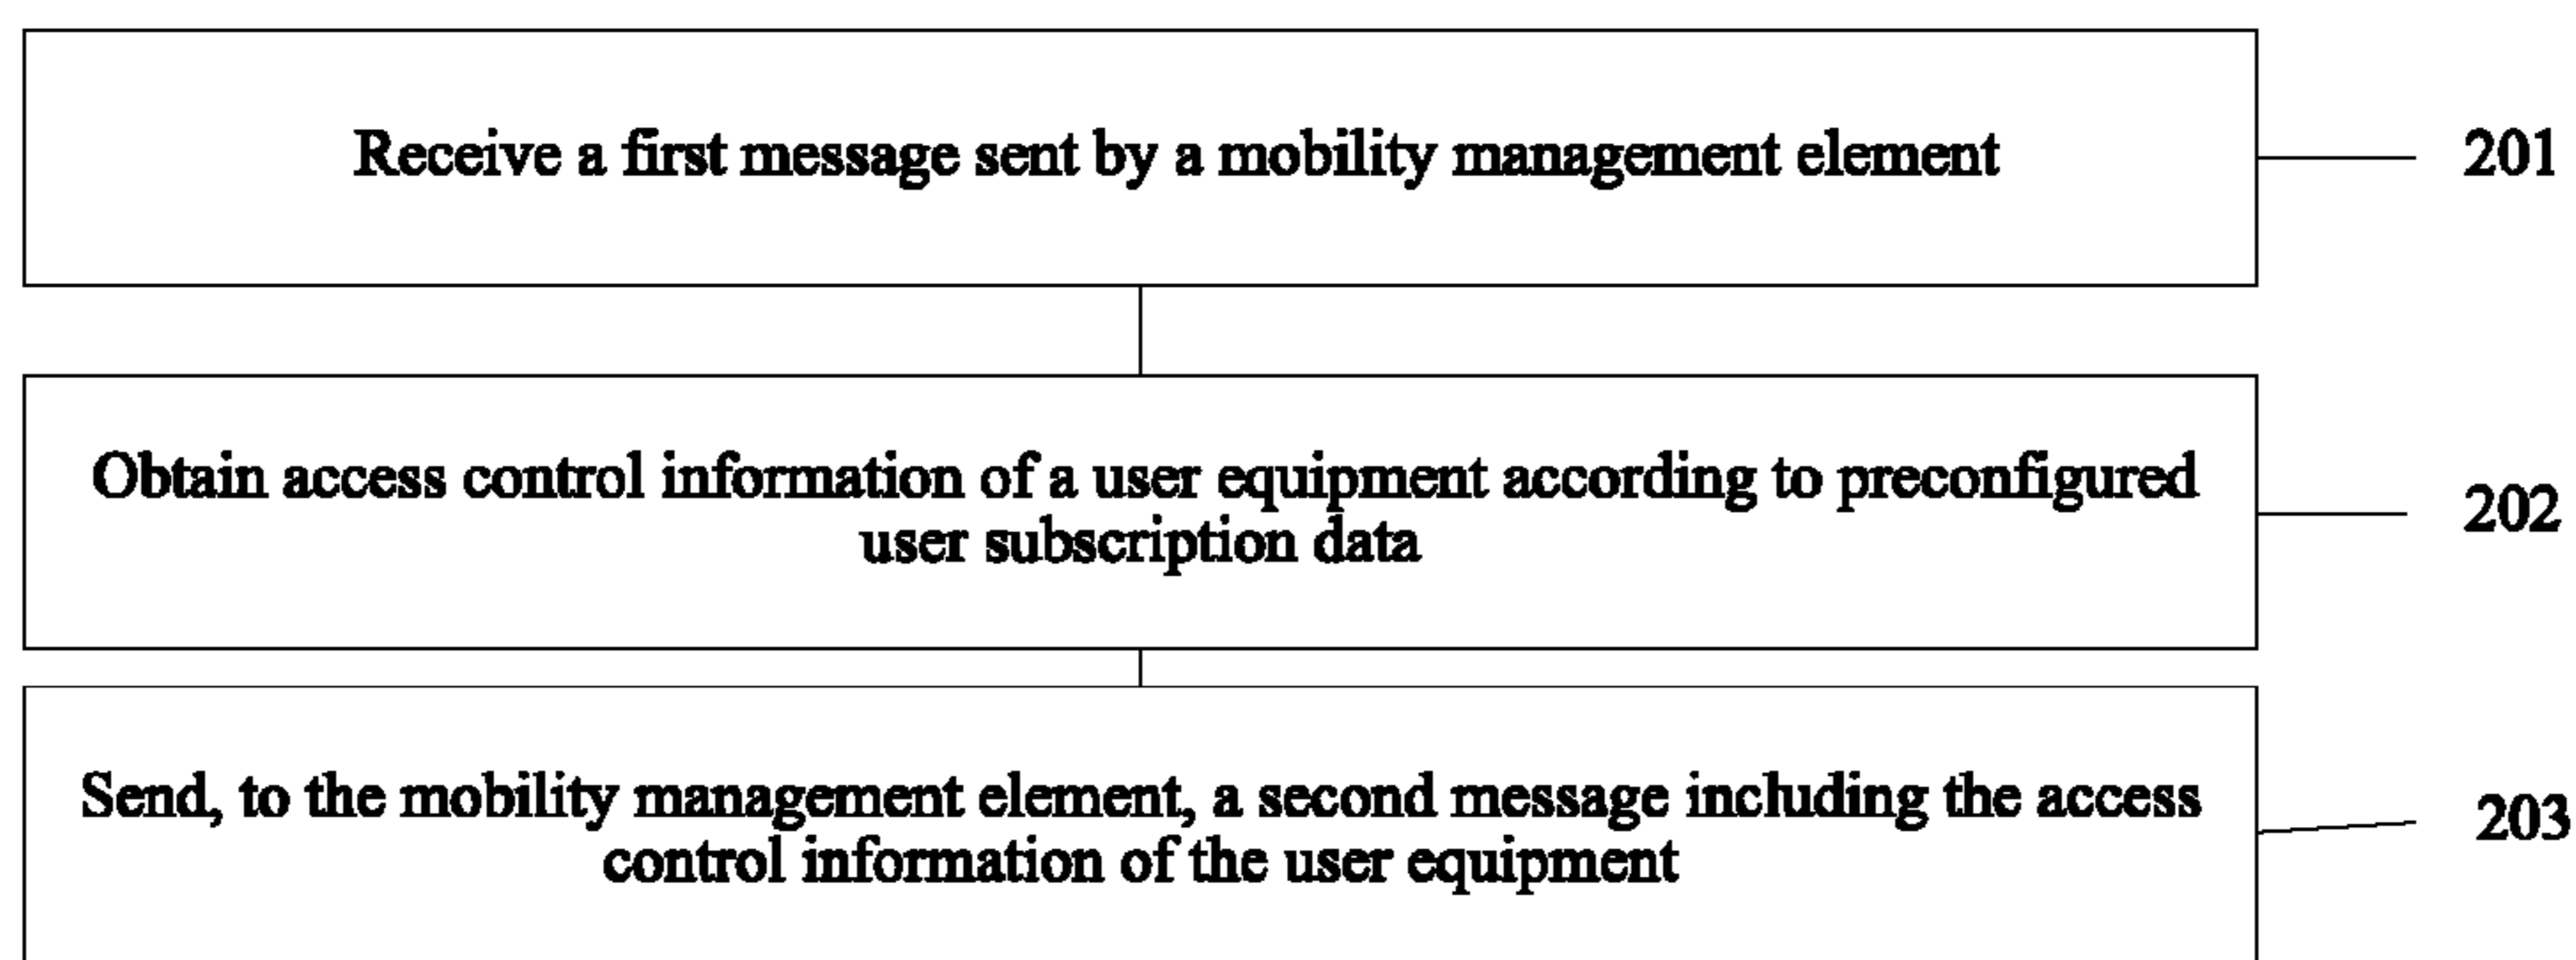 Receive a first message sent by a mobility management element
201
Obtain access control information of a user equipment according to preconfigured
user subscription data
202
Send, to the mobility management element, a second message including the access
control information of the user equipment
203